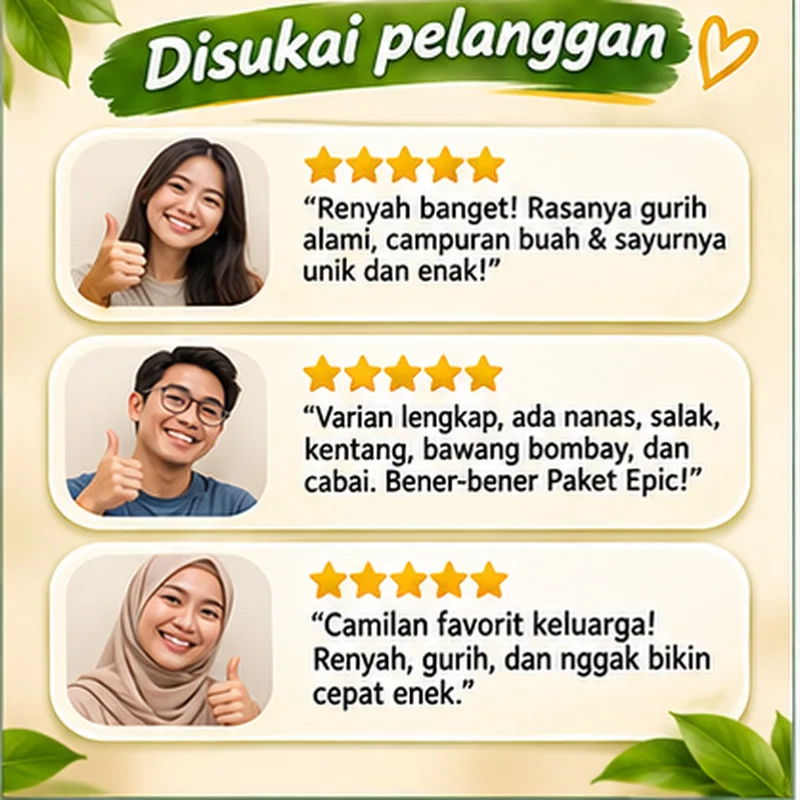 Disukai pelanggan
“Renyah banget! Rasanya gurih
alami, campuran buah & sayurnya
unik dan enak!”
“Varian lengkap, ada nanas, salak,
kentang, bawang bombay, dan
cabai. Bener-bener Paket Epic!”
“Camilan favorit keluarga!
Renyah, gurih, dan nggak bikin
cepat enek.”